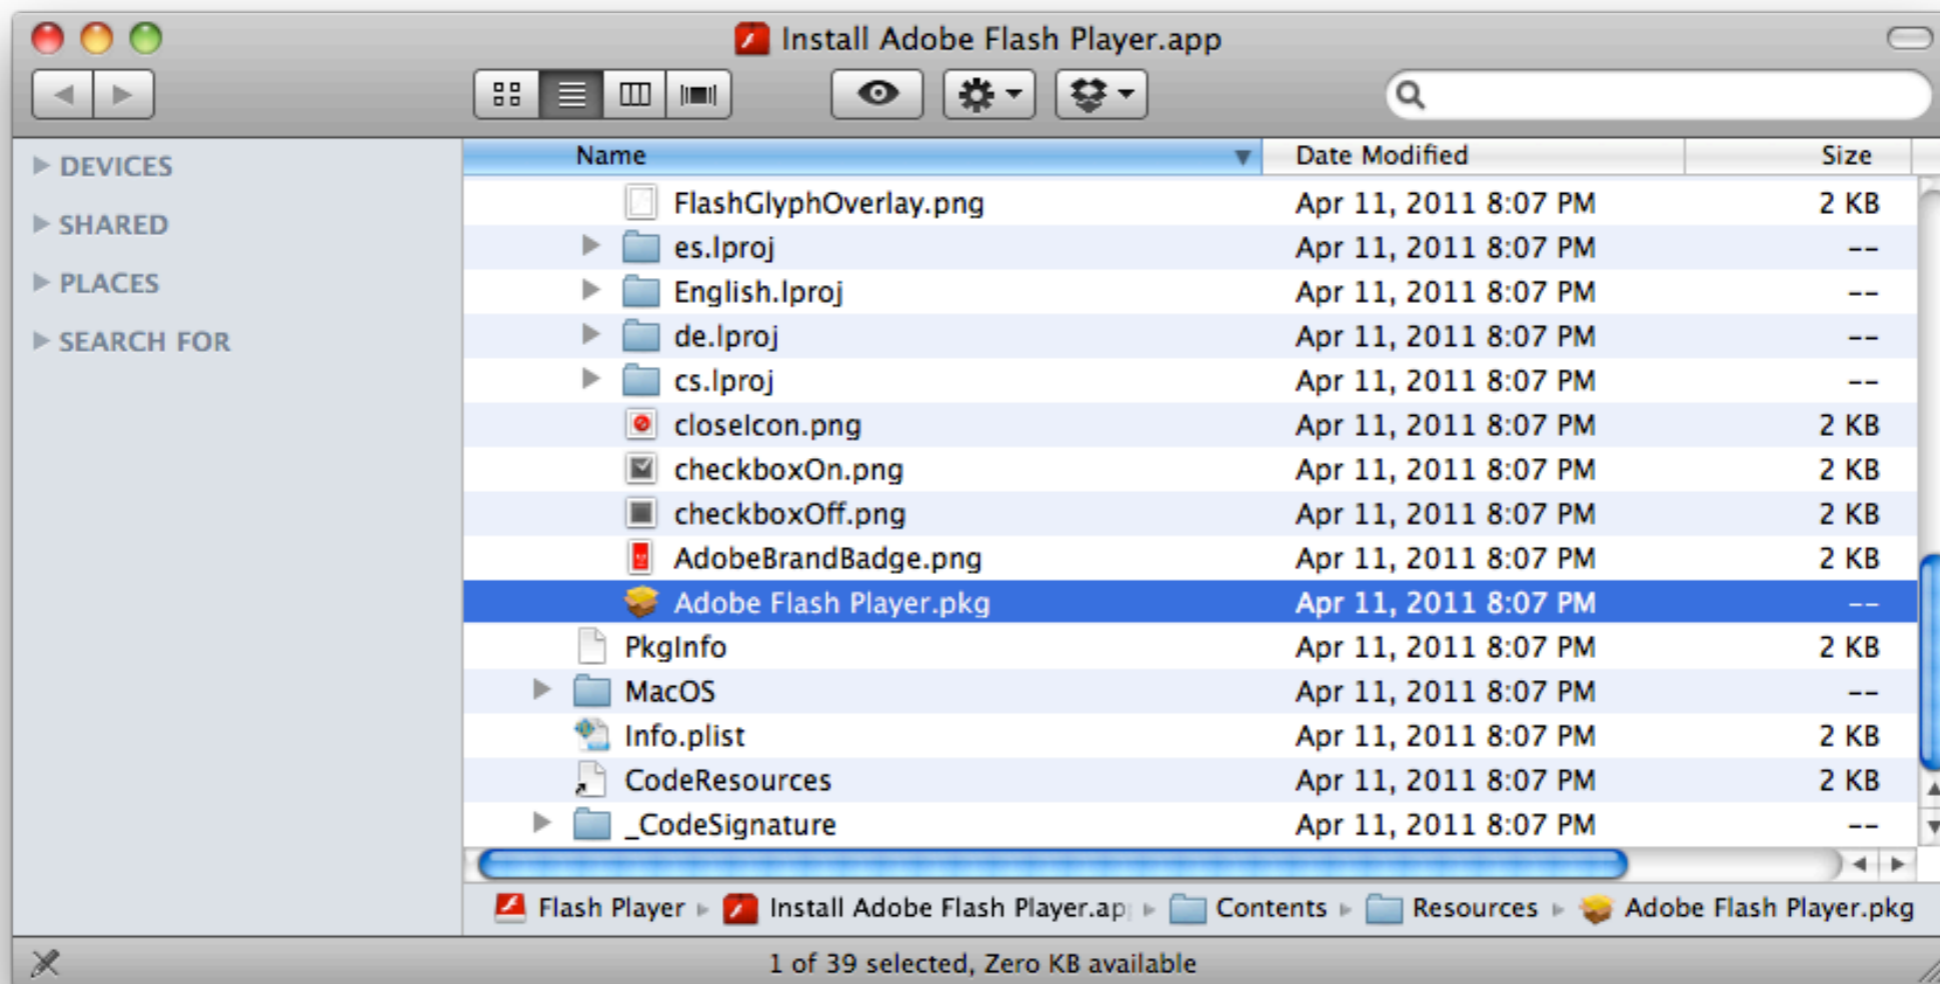 Install Adobe Flash Player.app
DEVICES
SHARED
PLACES
SEARCH FOR
Name Date Modified Size
FlashGlyphOverlay.png Apr 11, 2011 8:07 PM 2 KB
es.lproj Apr 11, 2011 8:07 PM --
English.lproj Apr 11, 2011 8:07 PM --
de.lproj Apr 11, 2011 8:07 PM --
cs.lproj Apr 11, 2011 8:07 PM --
closeIcon.png Apr 11, 2011 8:07 PM 2 KB
checkboxOn.png Apr 11, 2011 8:07 PM 2 KB
checkboxOff.png Apr 11, 2011 8:07 PM 2 KB
AdobeBrandBadge.png Apr 11, 2011 8:07 PM 2 KB
Adobe Flash Player.pkg Apr 11, 2011 8:07 PM --
PkgInfo Apr 11, 2011 8:07 PM 2 KB
MacOS Apr 11, 2011 8:07 PM --
Info.plist Apr 11, 2011 8:07 PM 2 KB
CodeResources Apr 11, 2011 8:07 PM 2 KB
_CodeSignature Apr 11, 2011 8:07 PM --
Flash Player Install Adobe Flash Player.ap Contents Resources Adobe Flash Player.pkg
1 of 39 selected, Zero KB available